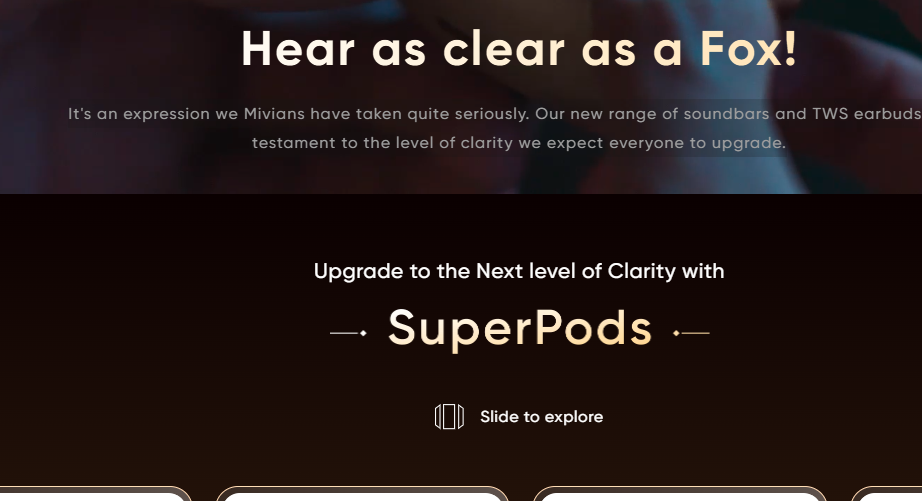 Hear as clear as a Fox!
It's an expression we Mivians have taken quite seriously. Our new range of soundbars and TWS earbuds
testament to the level of clarity we expect everyone to upgrade.
Upgrade to the Next level of Clarity with
SuperPods
Slide to explore